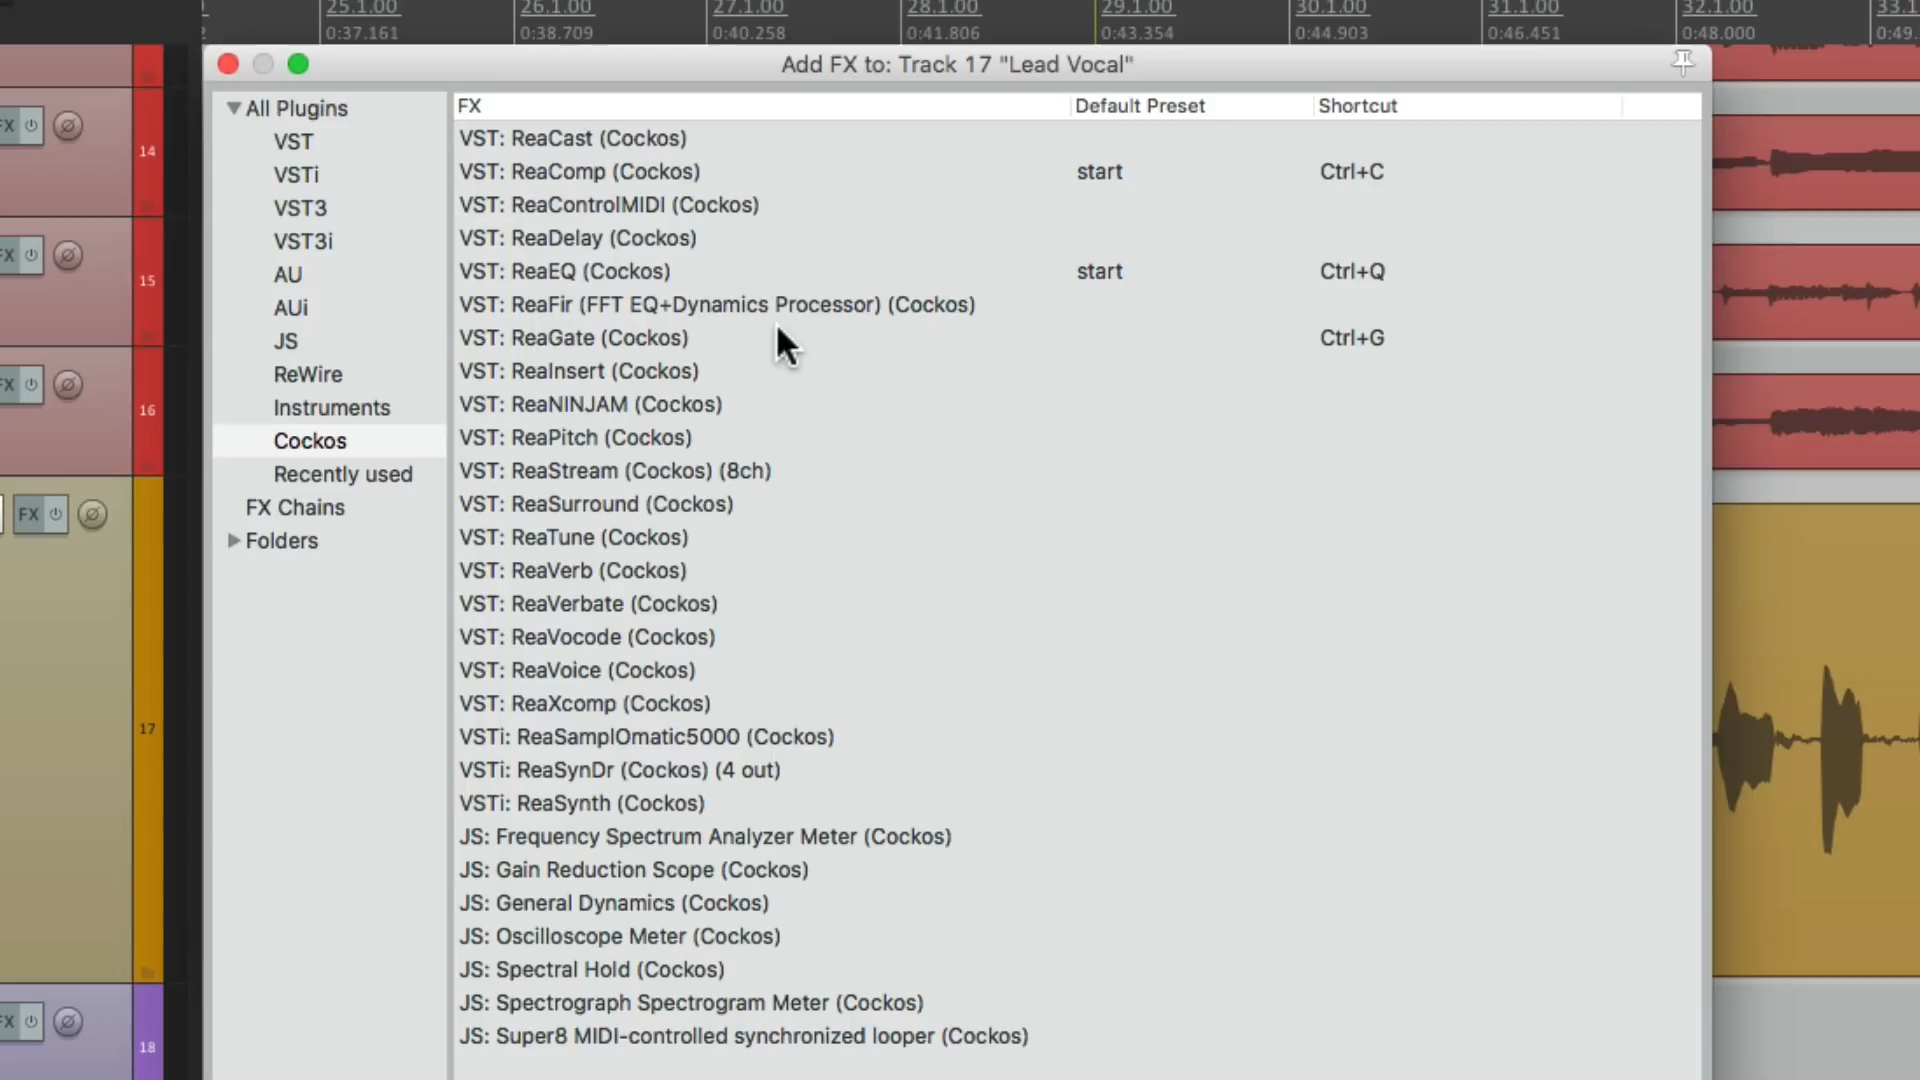 25.1.00 26.1.00 27.1.00 28.1.00 29.1.00 30.1.00 31.1.00 32.1.00 33.1
2 0:37.161 0:38.709 0:40.258 0:41.806 0:43.354 0:44.903 0:46.451 0:48.000 0:49.
Add FX to: Track 17 "Lead Vocal"
All Plugins
VST
VSTi
VST3
VST3i
AU
AUi
JS
ReWire
Instruments
Cockos
Recently used
FX Chains
Folders
FX Default Preset Shortcut
VST: ReaCast (Cockos)
VST: ReaComp (Cockos) start Ctrl+C
VST: ReaControlMIDI (Cockos)
VST: ReaDelay (Cockos)
VST: ReaEQ (Cockos) start Ctrl+Q
VST: ReaFir (FFT EQ+Dynamics Processor) (Cockos)
VST: ReaGate (Cockos) Ctrl+G
VST: ReaInsert (Cockos)
VST: ReaNINJAM (Cockos)
VST: ReaPitch (Cockos)
VST: ReaStream (Cockos) (8ch)
VST: ReaSurround (Cockos)
VST: ReaTune (Cockos)
VST: ReaVerb (Cockos)
VST: ReaVerbate (Cockos)
VST: ReaVocode (Cockos)
VST: ReaVoice (Cockos)
VST: ReaXcomp (Cockos)
VSTi: ReaSamplOmatic5000 (Cockos)
VSTi: ReaSynDr (Cockos) (4 out)
VSTi: ReaSynth (Cockos)
JS: Frequency Spectrum Analyzer Meter (Cockos)
JS: Gain Reduction Scope (Cockos)
JS: General Dynamics (Cockos)
JS: Oscilloscope Meter (Cockos)
JS: Spectral Hold (Cockos)
JS: Spectrograph Spectrogram Meter (Cockos)
JS: Super8 MIDI-controlled synchronized looper (Cockos)
FX 14
FX 15
FX 16
FX 17
FX 18